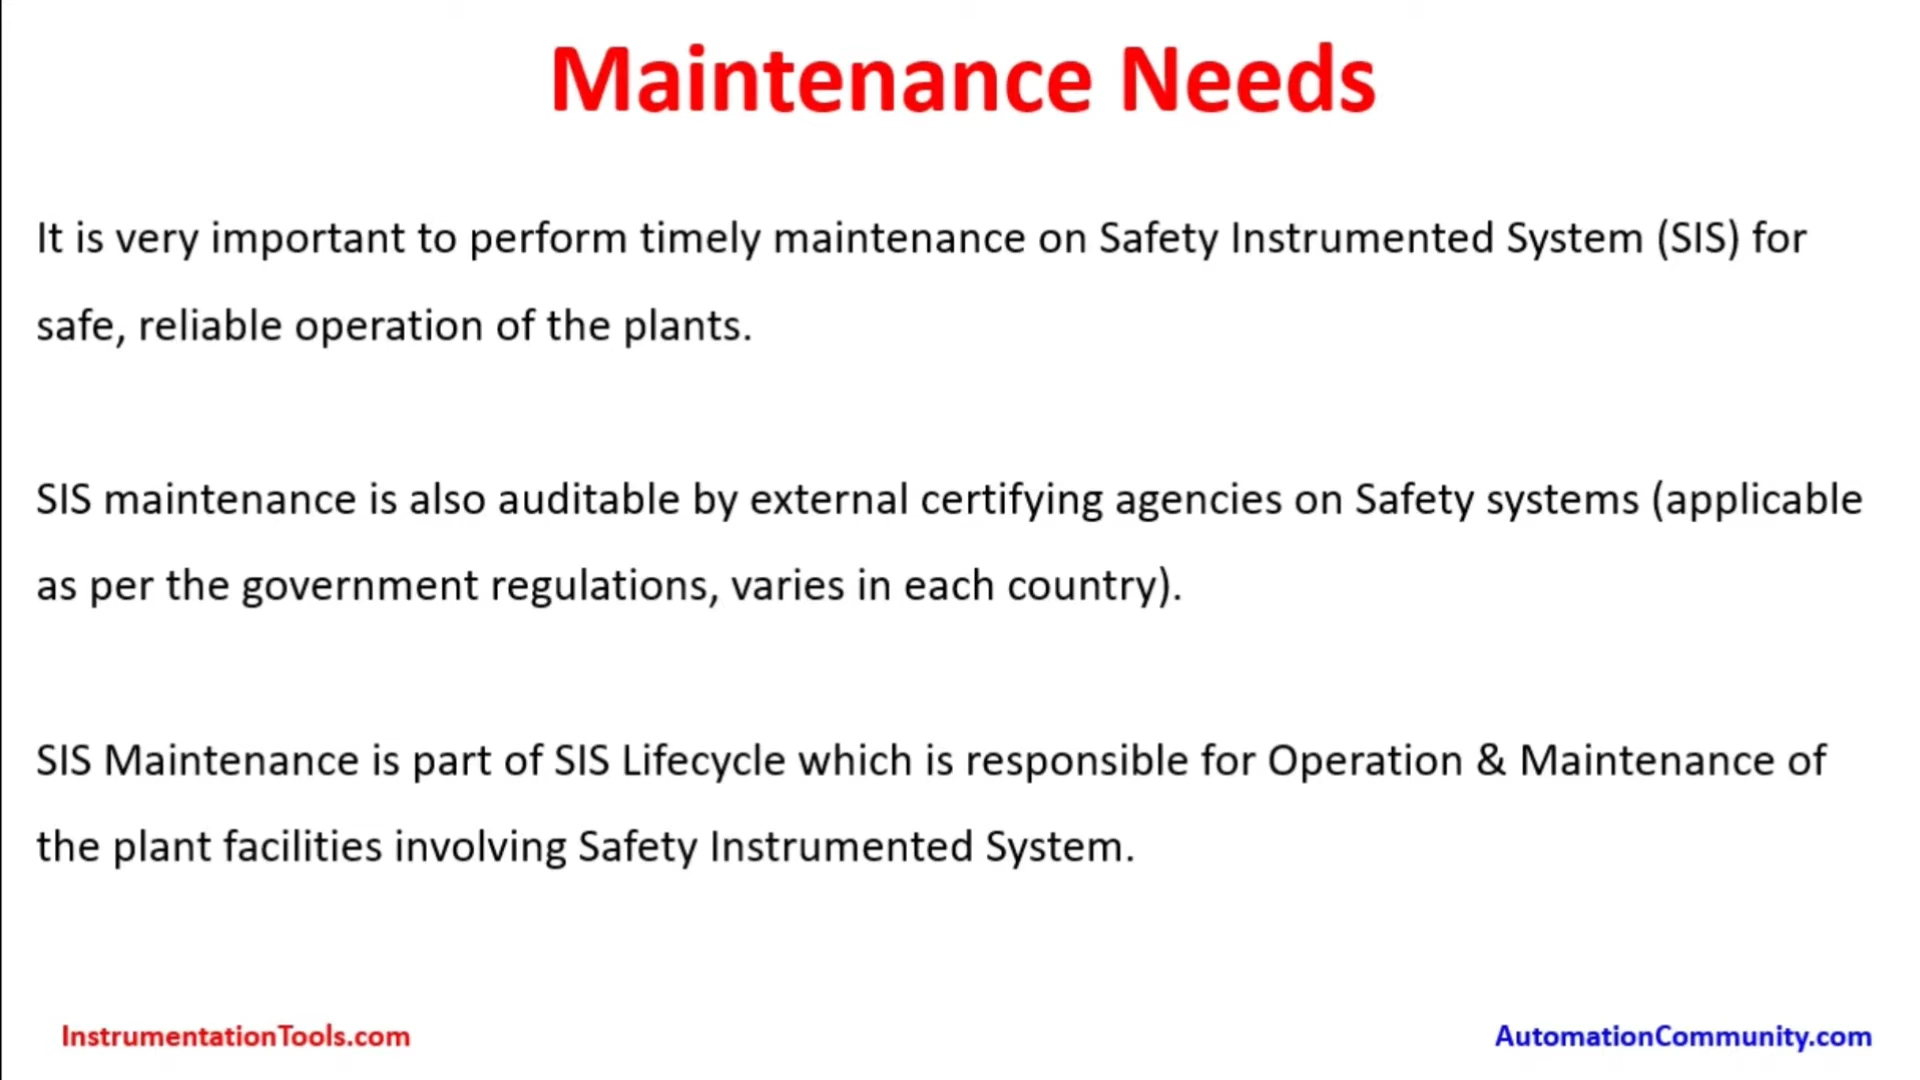 Maintenance Needs
It is very important to perform timely maintenance on Safety Instrumented System (SIS) for
safe, reliable operation of the plants.
SIS maintenance is also auditable by external certifying agencies on Safety systems (applicable
as per the government regulations, varies in each country).
SIS Maintenance is part of SIS Lifecycle which is responsible for Operation & Maintenance of
the plant facilities involving Safety Instrumented System.
InstrumentationTools.com
AutomationCommunity.com